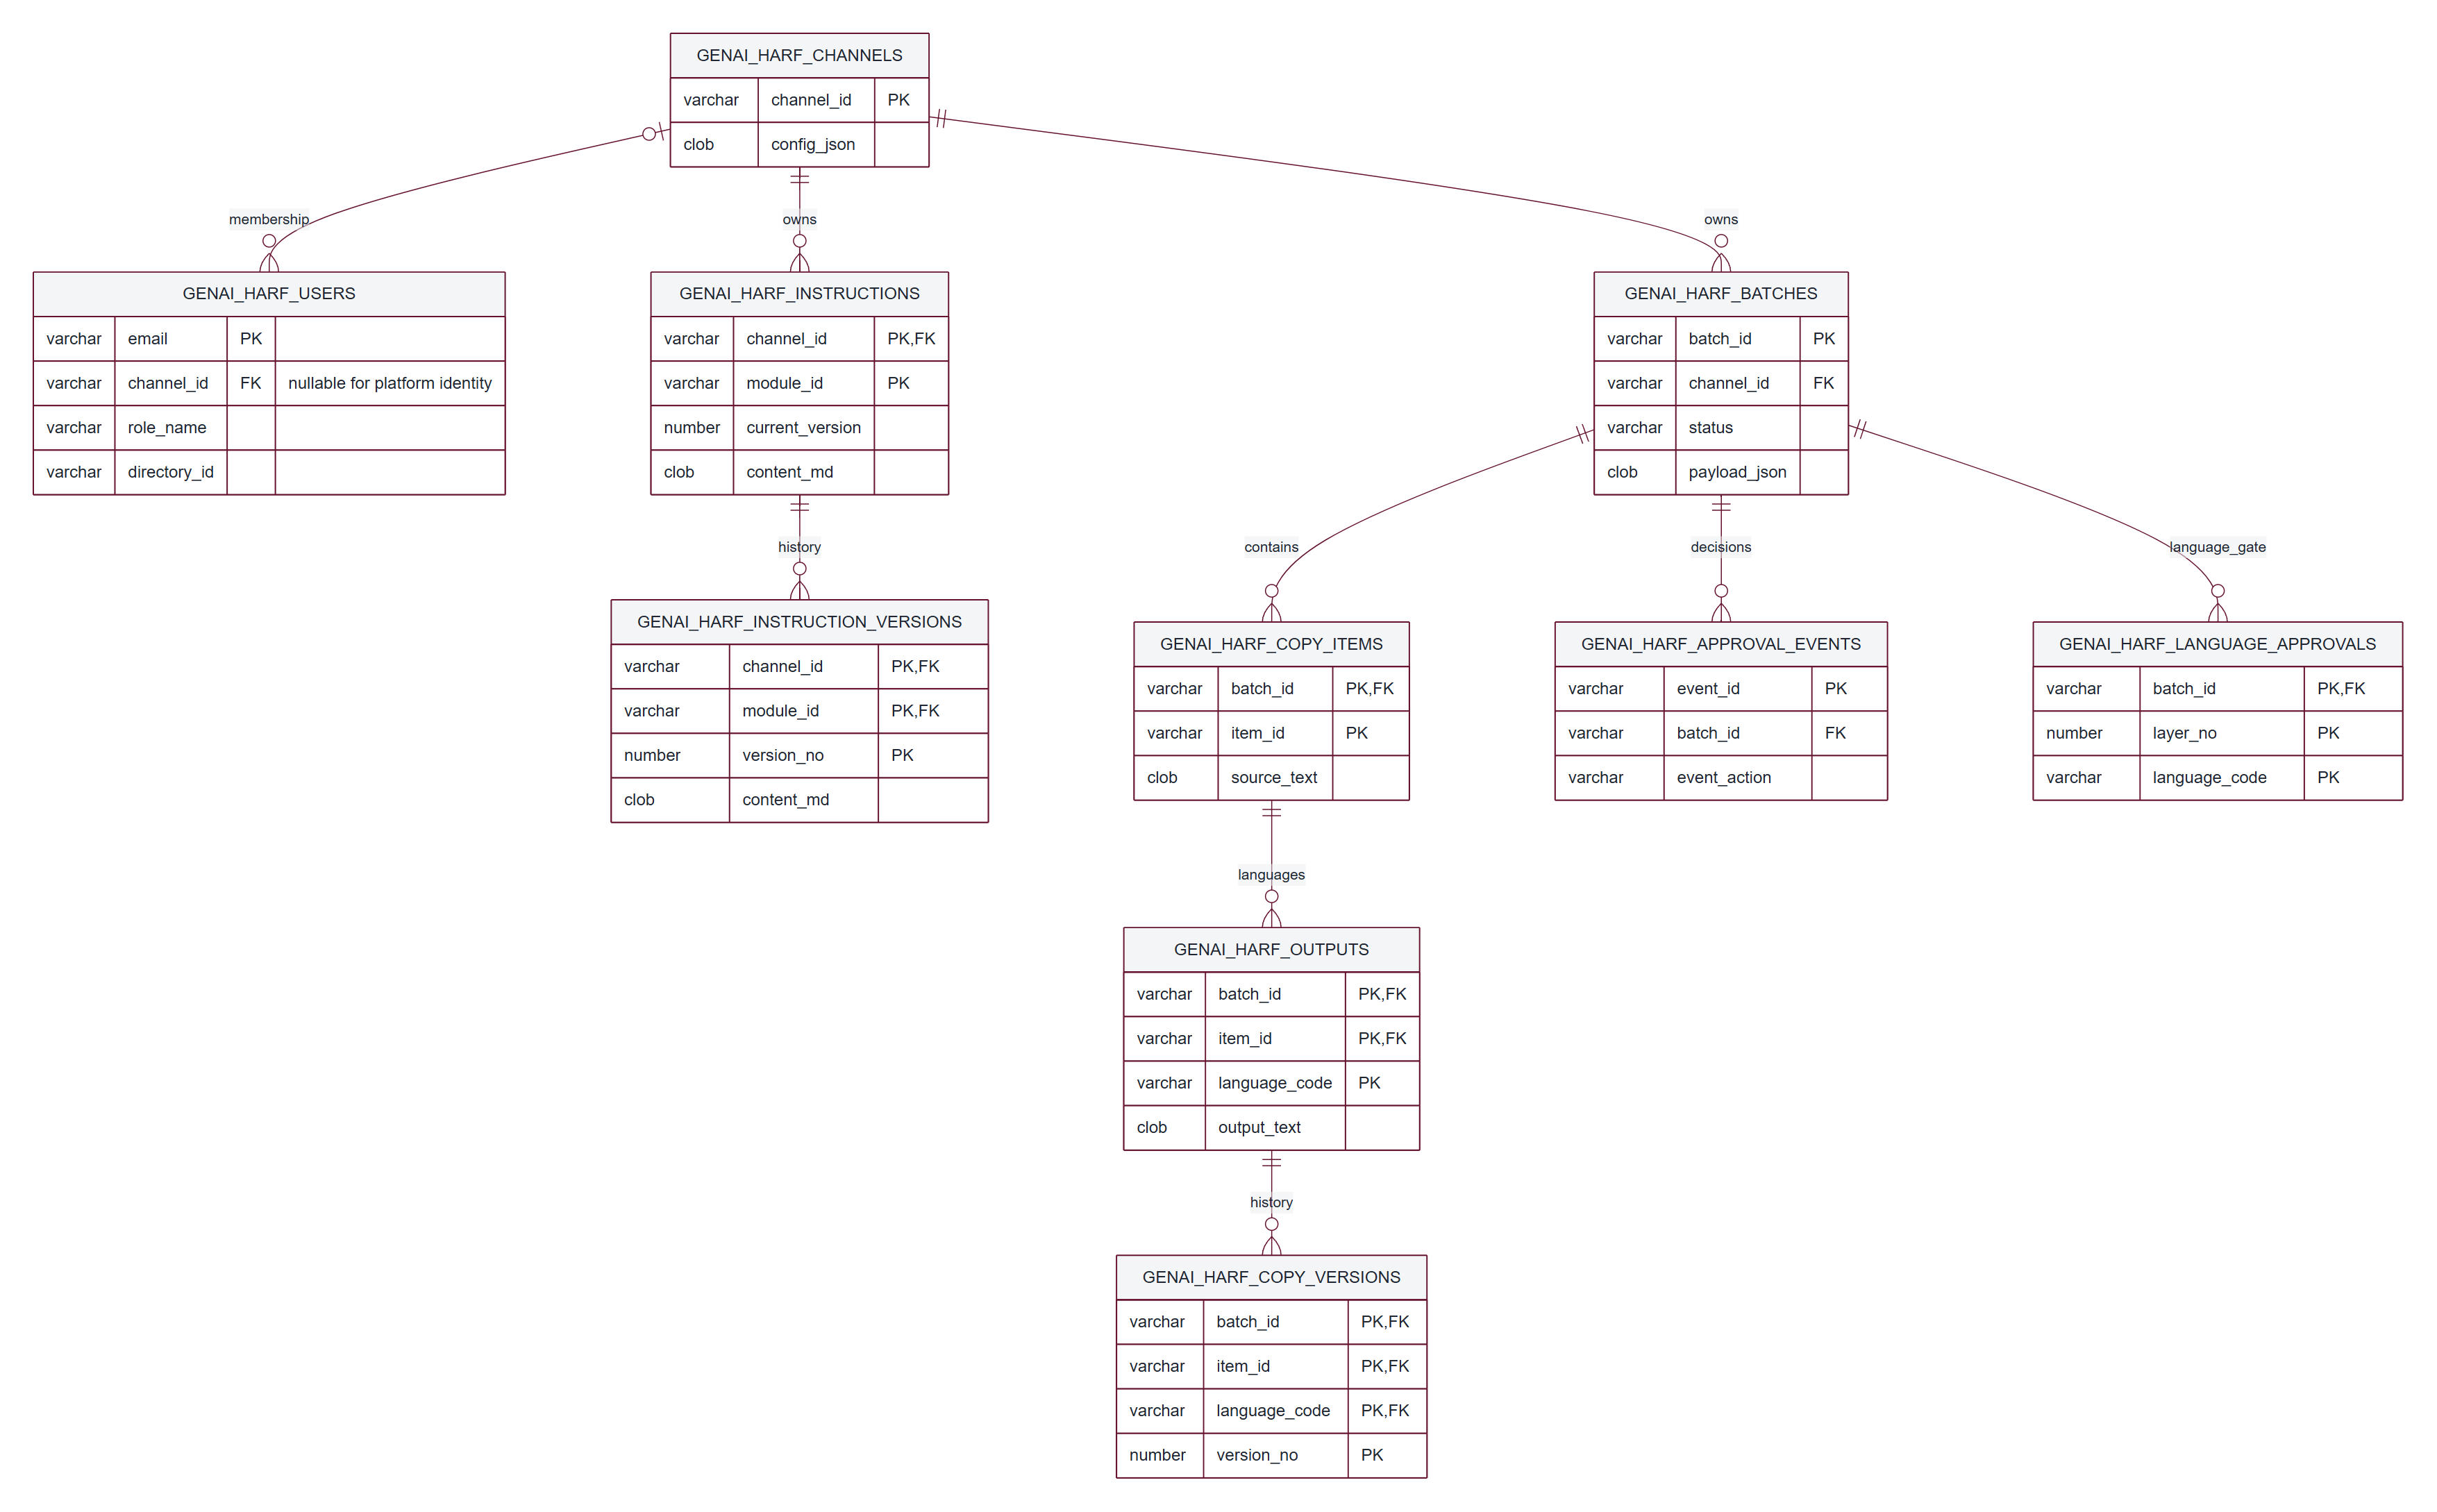 GENAI_HARF_CHANNELS
varchar channel_id PK
clob config_json
membership
owns
owns
GENAI_HARF_USERS
varchar email PK
varchar channel_id FK nullable for platform identity
varchar role_name
varchar directory_id
GENAI_HARF_INSTRUCTIONS
varchar channel_id PK,FK
varchar module_id PK
number current_version
clob content_md
GENAI_HARF_BATCHES
varchar batch_id PK
varchar channel_id FK
varchar status
clob payload_json
history
contains
decisions
language_gate
GENAI_HARF_INSTRUCTION_VERSIONS
varchar channel_id PK,FK
varchar module_id PK,FK
number version_no PK
clob content_md
GENAI_HARF_COPY_ITEMS
varchar batch_id PK,FK
varchar item_id PK
clob source_text
GENAI_HARF_APPROVAL_EVENTS
varchar event_id PK
varchar batch_id FK
varchar event_action
GENAI_HARF_LANGUAGE_APPROVALS
varchar batch_id PK,FK
number layer_no PK
varchar language_code PK
languages
GENAI_HARF_OUTPUTS
varchar batch_id PK,FK
varchar item_id PK,FK
varchar language_code PK
clob output_text
history
GENAI_HARF_COPY_VERSIONS
varchar batch_id PK,FK
varchar item_id PK,FK
varchar language_code PK,FK
number version_no PK